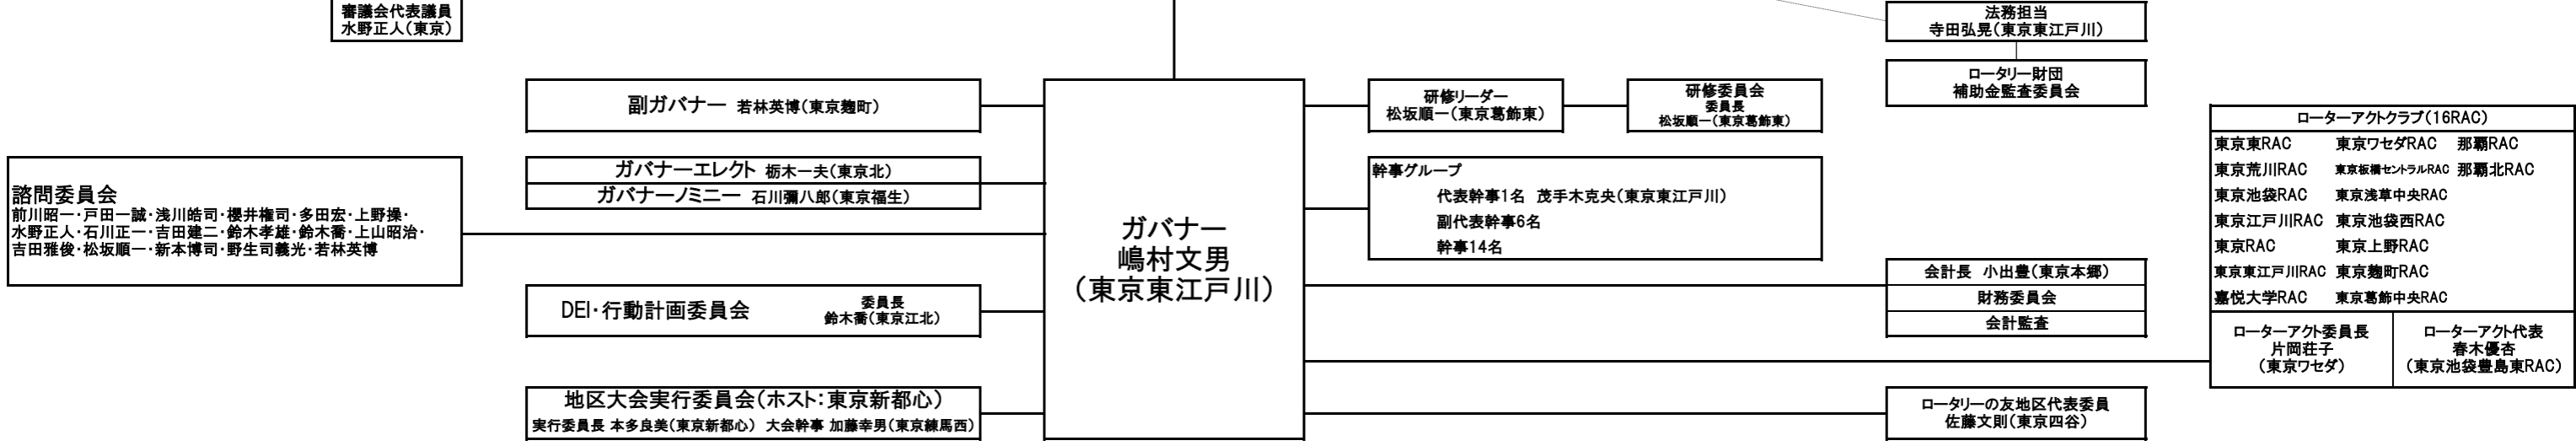 審議会代表議員
水野正人(東京)
法務担当
寺田弘晃(東京東江戸川)
ロータリー財団
補助金監査委員会
副ガバナー 若林英博(東京麹町)
ガバナーエレクト 栃木一夫(東京北)
ガバナーノミニー 石川彌八郎(東京福生)
諮問委員会
前川昭一・戸田一誠・浅川皓司・櫻井権司・多田宏・上野操・
水野正人・石川正一・吉田建二・鈴木孝雄・鈴木喬・上山昭治・
吉田雅俊・松坂順一・新本博司・野生司義光・若林英博
DEI・行動計画委員会
委員長
鈴木喬(東京江北)
地区大会実行委員会(ホスト:東京新都心)
実行委員長 本多良美(東京新都心) 大会幹事 加藤幸男(東京練馬西)
ガバナー
嶋村文男
(東京東江戸川)
研修リーダー
松坂順一(東京葛飾東)
研修委員会
委員長
松坂順一(東京葛飾東)
幹事グループ
代表幹事1名 茂手木克央(東京東江戸川)
副代表幹事6名
幹事14名
会計長 小出豊(東京本郷)
財務委員会
会計監査
ロータリーの友地区代表委員
佐藤文則(東京四谷)
ローターアクトクラブ(16RAC)
東京東RAC 東京ワセダRAC 那覇RAC
東京荒川RAC 東京板橋セントラルRAC 那覇北RAC
東京池袋RAC 東京浅草中央RAC
東京江戸川RAC 東京池袋西RAC
東京RAC 東京上野RAC
東京東江戸川RAC 東京麹町RAC
嘉悦大学RAC 東京葛飾中央RAC
ローターアクト委員長
片岡荘子
(東京ワセダ)
ローターアクト代表
春木優杏
(東京池袋豊島東RAC)